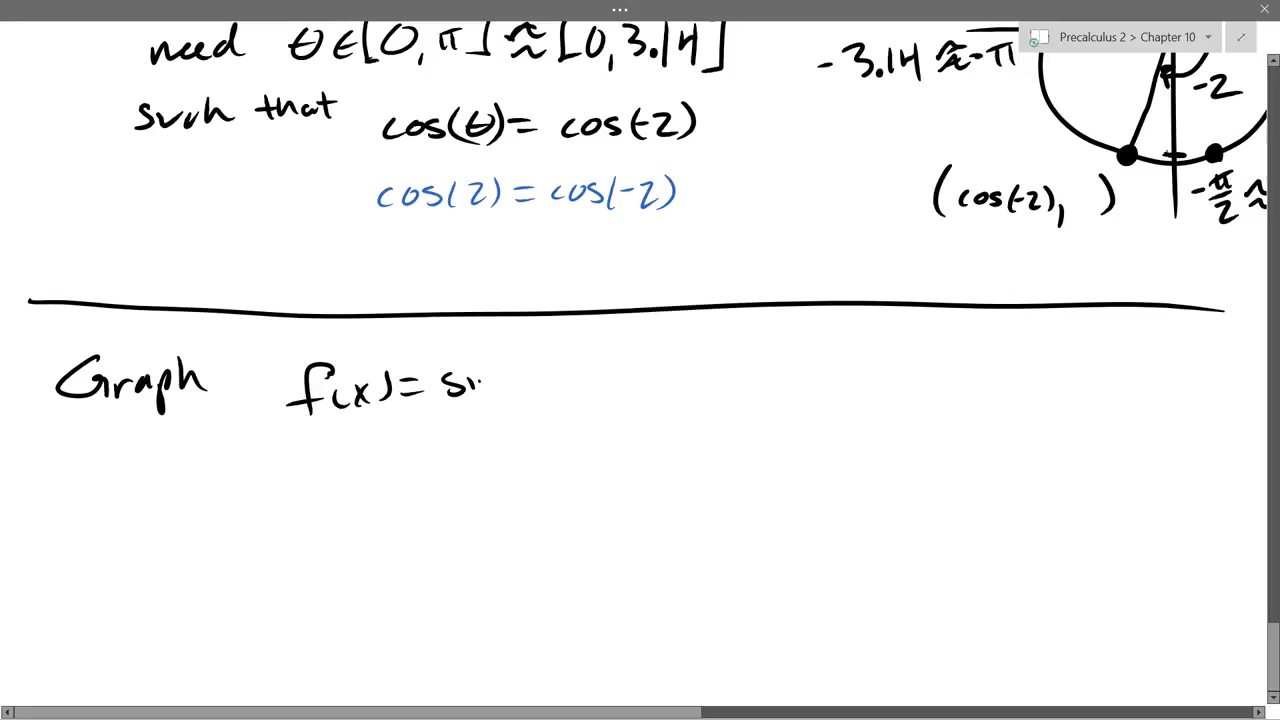 Precalculus 2 > Chapter 10
need θ∈[0, π] ≈ [0, 3.14]
such that cos(θ) = cos(-2)
cos(2) = cos(-2)
-3.14 ≈ -π
-2
(cos(-2), )
-π/2 ≈
Graph f(x) = si